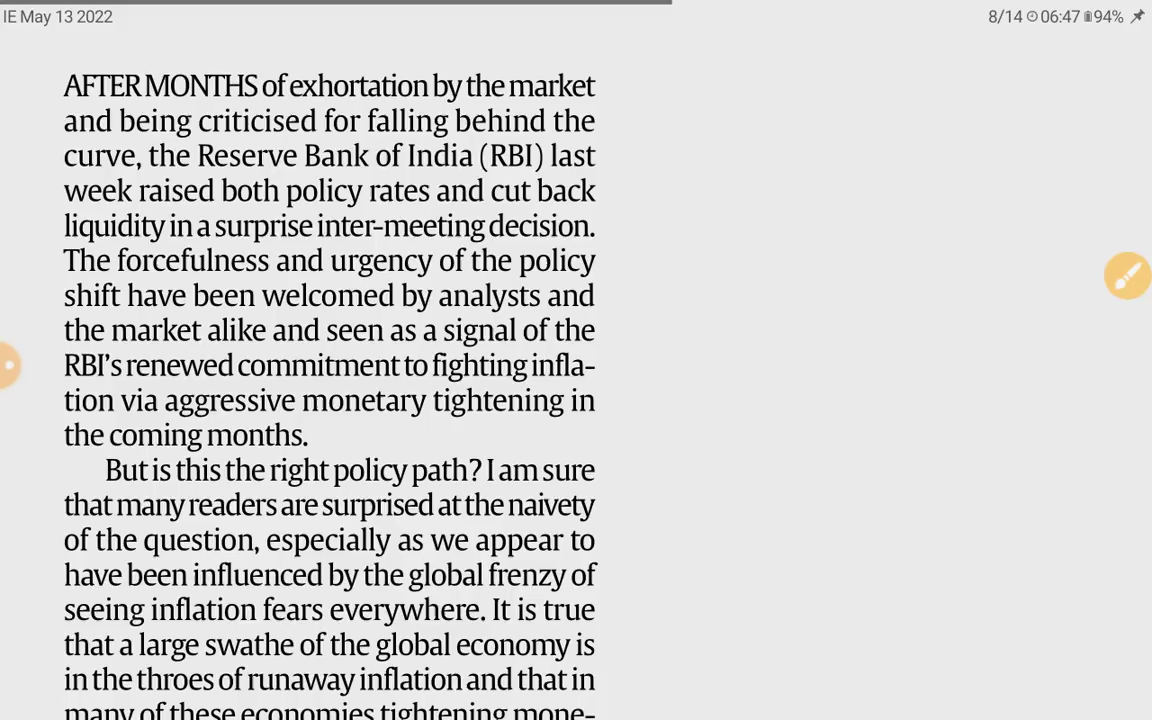 IE May 13 2022
8/14 06:47 94%
AFTER MONTHS of exhortation by the market
and being criticised for falling behind the
curve, the Reserve Bank of India (RBI) last
week raised both policy rates and cut back
liquidity in a surprise inter-meeting decision.
The forcefulness and urgency of the policy
shift have been welcomed by analysts and
the market alike and seen as a signal of the
RBI's renewed commitment to fighting infla-
tion via aggressive monetary tightening in
the coming months.
But is this the right policy path? I am sure
that many readers are surprised at the naivety
of the question, especially as we appear to
have been influenced by the global frenzy of
seeing inflation fears everywhere. It is true
that a large swathe of the global economy is
in the throes of runaway inflation and that in
many of these economies tightening mone-